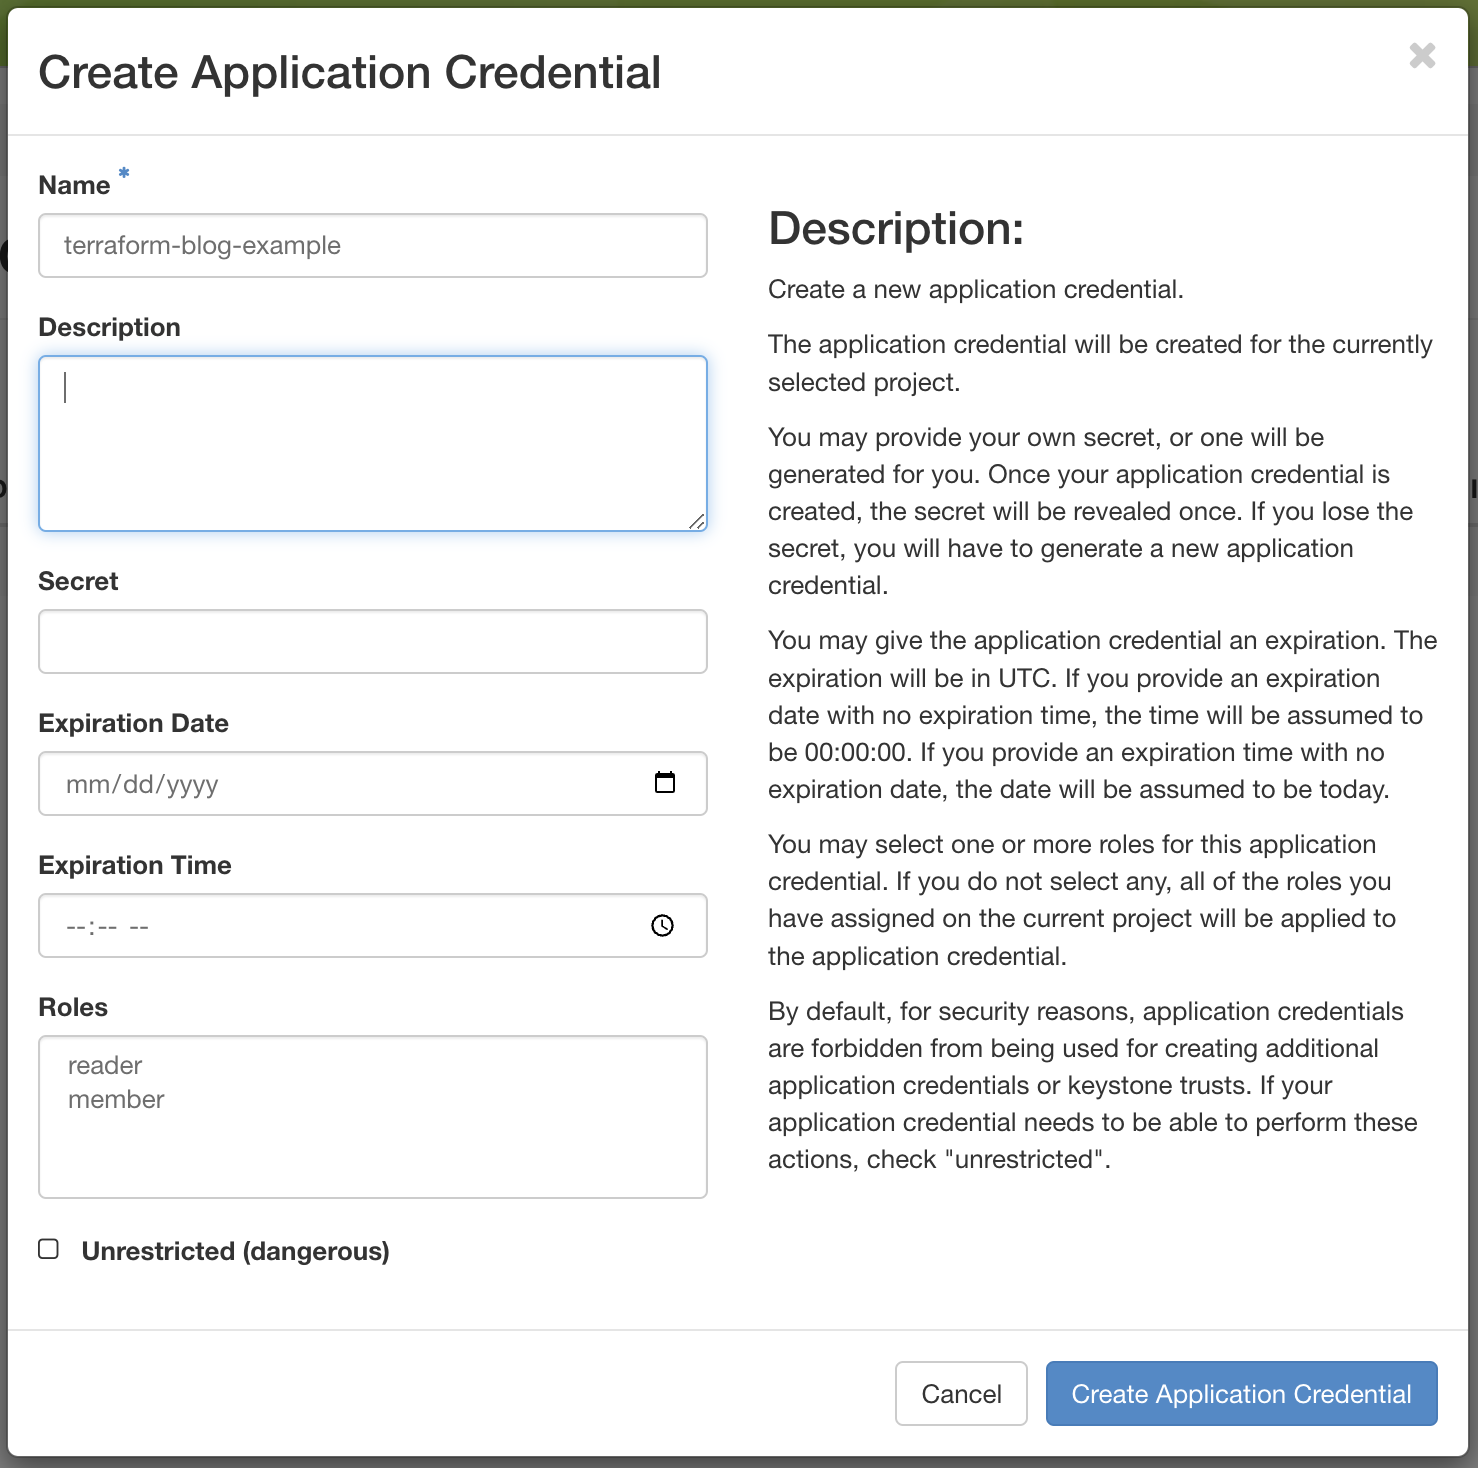 Create Application Credential
Name *
terraform-blog-example
Description
Secret
Expiration Date
mm/dd/yyyy
Expiration Time
--:-- --
Roles
reader
member
Unrestricted (dangerous)
Description:
Create a new application credential.
The application credential will be created for the currently
selected project.
You may provide your own secret, or one will be
generated for you. Once your application credential is
created, the secret will be revealed once. If you lose the
secret, you will have to generate a new application
credential.
You may give the application credential an expiration. The
expiration will be in UTC. If you provide an expiration
date with no expiration time, the time will be assumed to
be 00:00:00. If you provide an expiration time with no
expiration date, the date will be assumed to be today.
You may select one or more roles for this application
credential. If you do not select any, all of the roles you
have assigned on the current project will be applied to
the application credential.
By default, for security reasons, application credentials
are forbidden from being used for creating additional
application credentials or keystone trusts. If your
application credential needs to be able to perform these
actions, check "unrestricted".
Cancel
Create Application Credential